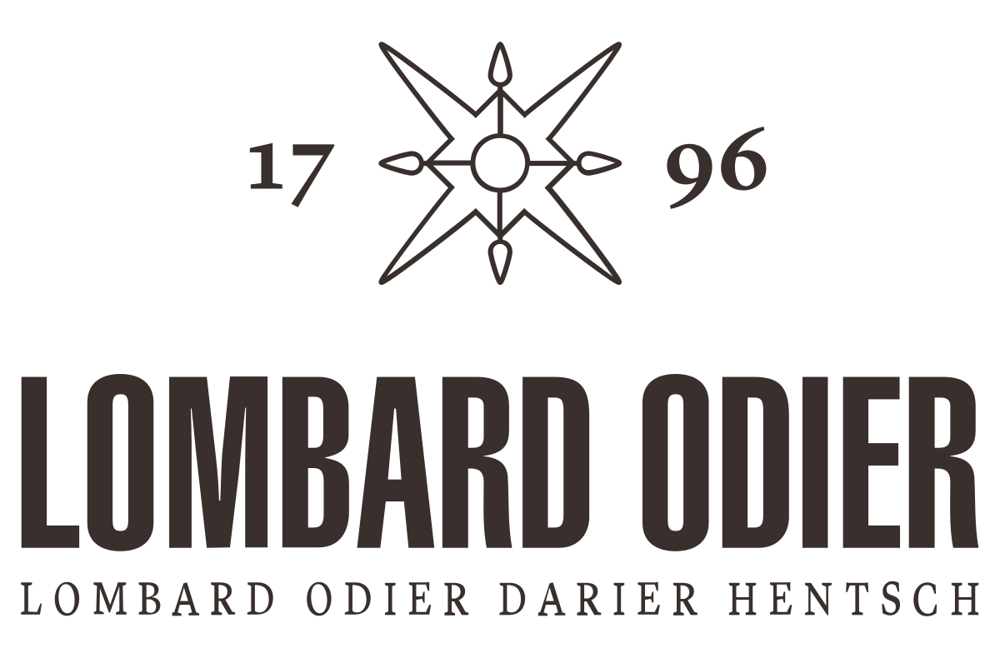 17 96
LOMBARD ODIER
LOMBARD ODIER DARIER HENTSCH